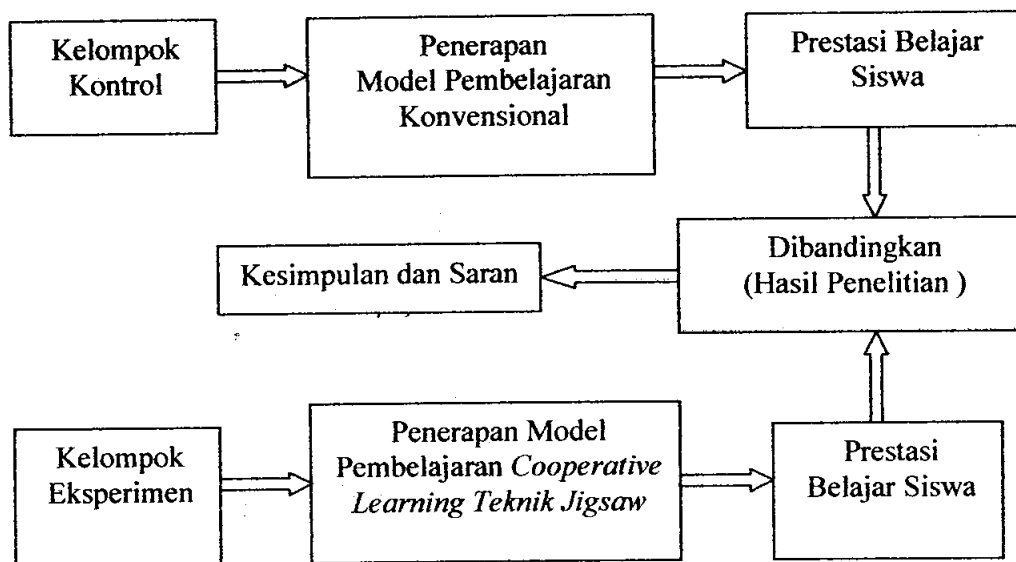 Kelompok
Kontrol
Penerapan
Model Pembelajaran
Konvensional
Prestasi Belajar
Siswa
Kesimpulan dan Saran
Dibandingkan
(Hasil Penelitian )
Kelompok
Eksperimen
Penerapan Model
Pembelajaran Cooperative
Learning Teknik Jigsaw
Prestasi
Belajar Siswa